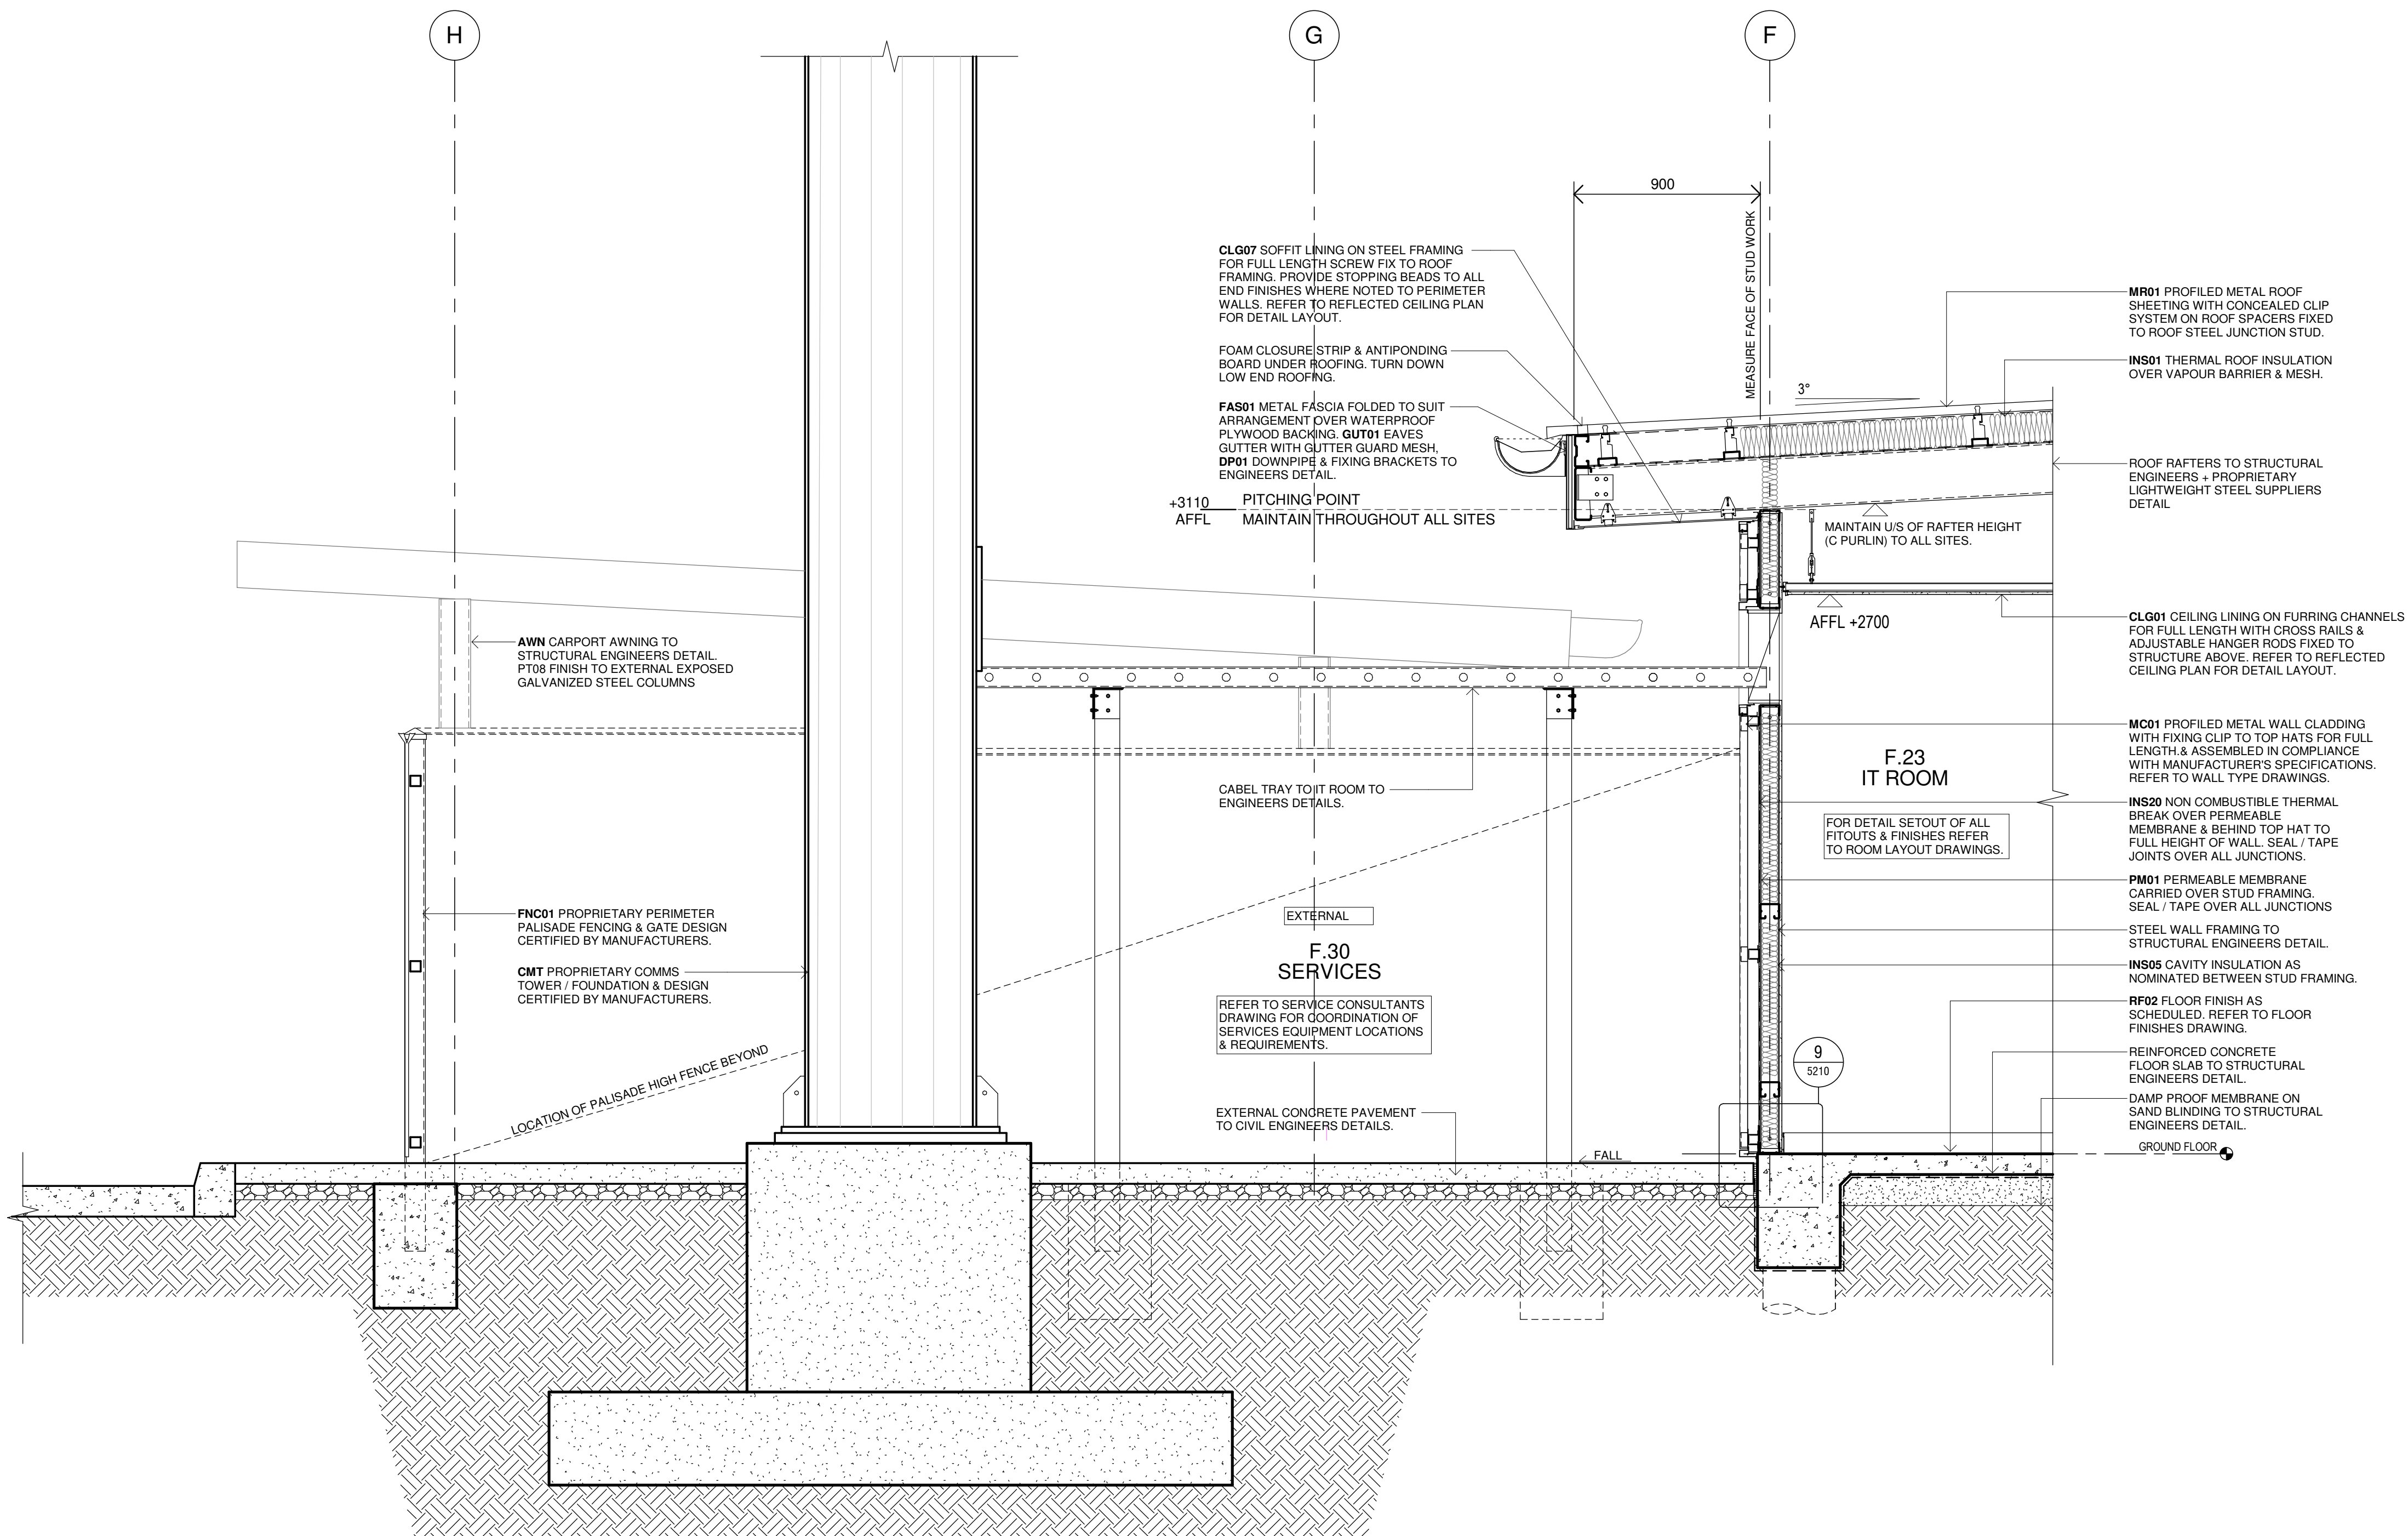 H
G
F
900
MEASURE FACE OF STUD WORK
CLG07 SOFFIT LINING ON STEEL FRAMING
FOR FULL LENGTH SCREW FIX TO ROOF
FRAMING. PROVIDE STOPPING BEADS TO ALL
END FINISHES WHERE NOTED TO PERIMETER
WALLS. REFER TO REFLECTED CEILING PLAN
FOR DETAIL LAYOUT.
FOAM CLOSURE STRIP & ANTIPONDING
BOARD UNDER ROOFING. TURN DOWN
LOW END ROOFING.
FAS01 METAL FASCIA FOLDED TO SUIT
ARRANGEMENT OVER WATERPROOF
PLYWOOD BACKING. GUT01 EAVES
GUTTER WITH GUTTER GUARD MESH,
DP01 DOWNPIPE & FIXING BRACKETS TO
ENGINEERS DETAIL.
+3110 PITCHING POINT
AFFL MAINTAIN THROUGHOUT ALL SITES
3°
MAINTAIN U/S OF RAFTER HEIGHT
(C PURLIN) TO ALL SITES.
AFFL +2700
MR01 PROFILED METAL ROOF
SHEETING WITH CONCEALED CLIP
SYSTEM ON ROOF SPACERS FIXED
TO ROOF STEEL JUNCTION STUD.
INS01 THERMAL ROOF INSULATION
OVER VAPOUR BARRIER & MESH.
ROOF RAFTERS TO STRUCTURAL
ENGINEERS + PROPRIETARY
LIGHTWEIGHT STEEL SUPPLIERS
DETAIL
CLG01 CEILING LINING ON FURRING CHANNELS
FOR FULL LENGTH WITH CROSS RAILS &
ADJUSTABLE HANGER RODS FIXED TO
STRUCTURE ABOVE. REFER TO REFLECTED
CEILING PLAN FOR DETAIL LAYOUT.
MC01 PROFILED METAL WALL CLADDING
WITH FIXING CLIP TO TOP HATS FOR FULL
LENGTH.& ASSEMBLED IN COMPLIANCE
WITH MANUFACTURER'S SPECIFICATIONS.
REFER TO WALL TYPE DRAWINGS.
INS20 NON COMBUSTIBLE THERMAL
BREAK OVER PERMEABLE
MEMBRANE & BEHIND TOP HAT TO
FULL HEIGHT OF WALL. SEAL / TAPE
JOINTS OVER ALL JUNCTIONS.
PM01 PERMEABLE MEMBRANE
CARRIED OVER STUD FRAMING.
SEAL / TAPE OVER ALL JUNCTIONS
STEEL WALL FRAMING TO
STRUCTURAL ENGINEERS DETAIL.
INS05 CAVITY INSULATION AS
NOMINATED BETWEEN STUD FRAMING.
RF02 FLOOR FINISH AS
SCHEDULED. REFER TO FLOOR
FINISHES DRAWING.
REINFORCED CONCRETE
FLOOR SLAB TO STRUCTURAL
ENGINEERS DETAIL.
DAMP PROOF MEMBRANE ON
SAND BLINDING TO STRUCTURAL
ENGINEERS DETAIL.
GROUND FLOOR
AWN CARPORT AWNING TO
STRUCTURAL ENGINEERS DETAIL.
PT08 FINISH TO EXTERNAL EXPOSED
GALVANIZED STEEL COLUMNS
FNC01 PROPRIETARY PERIMETER
PALISADE FENCING & GATE DESIGN
CERTIFIED BY MANUFACTURERS.
CMT PROPRIETARY COMMS
TOWER / FOUNDATION & DESIGN
CERTIFIED BY MANUFACTURERS.
LOCATION OF PALISADE HIGH FENCE BEYOND
CABEL TRAY TO IT ROOM TO
ENGINEERS DETAILS.
EXTERNAL
F.30
SERVICES
REFER TO SERVICE CONSULTANTS
DRAWING FOR COORDINATION OF
SERVICES EQUIPMENT LOCATIONS
& REQUIREMENTS.
EXTERNAL CONCRETE PAVEMENT
TO CIVIL ENGINEERS DETAILS.
FALL
F.23
IT ROOM
FOR DETAIL SETOUT OF ALL
FITOUTS & FINISHES REFER
TO ROOM LAYOUT DRAWINGS.
9
5210